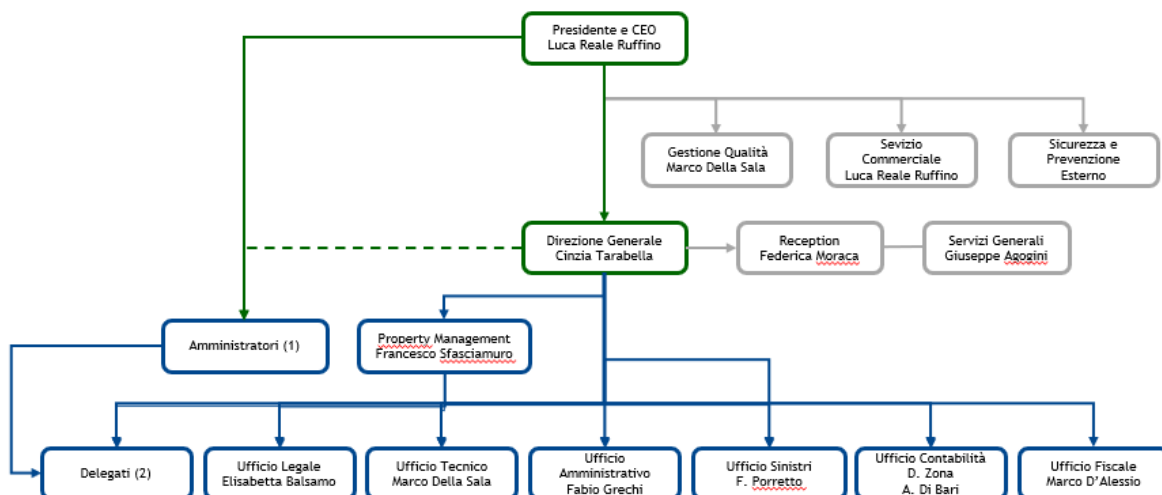 Presidente e CEO
Luca Reale Ruffino
Gestione Qualità
Marco Della Sala
Sevizio
Commerciale
Luca Reale Ruffino
Sicurezza e
Prevenzione
Esterno
Direzione Generale
Cinzia Tarabella
Reception
Federica Moraca
Servizi Generali
Giuseppe Agogini
Amministratori (1)
Property Management
Francesco Sfasciamuro
Delegati (2)
Ufficio Legale
Elisabetta Balsamo
Ufficio Tecnico
Marco Della Sala
Ufficio
Amministrativo
Fabio Grechi
Ufficio Sinistri
F. Porretto
Ufficio Contabilità
D. Zona
A. Di Bari
Ufficio Fiscale
Marco D'Alessio